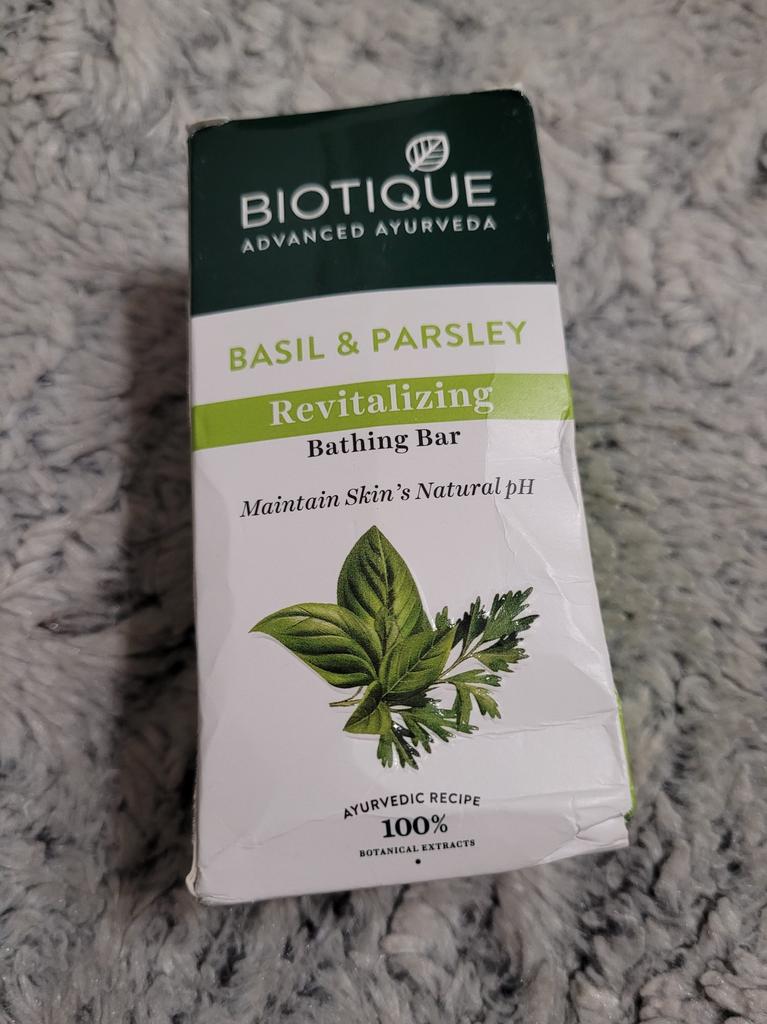 BIOTIQUE
ADVANCED AYURVEDA
BASIL & PARSLEY
Revitalizing
Bathing Bar
Maintain Skin's Natural pH
AYURVEDIC RECIPE
100%
BOTANICAL EXTRACTS